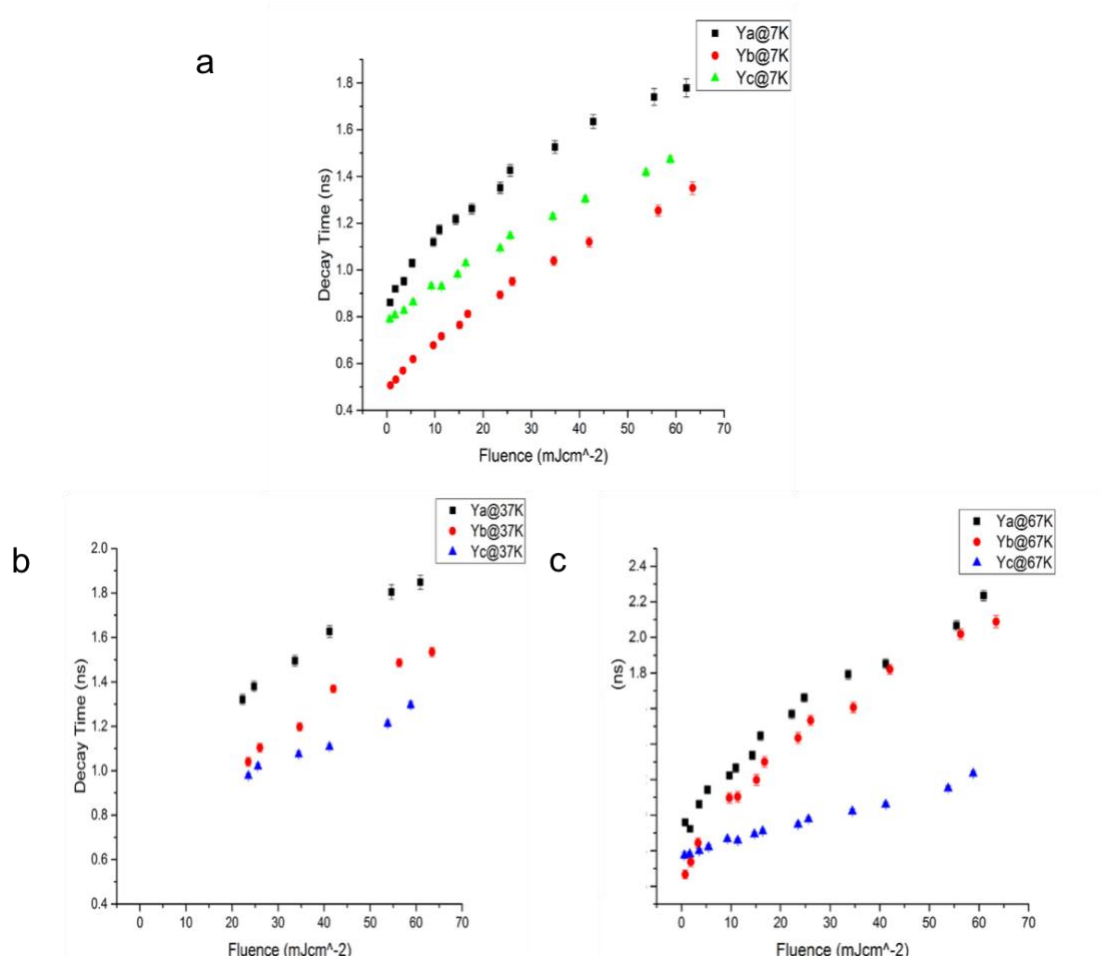 a
Ya@7K
Yb@7K
Yc@7K
1.8
1.6
1.4
1.2
1.0
0.8
0.6
0.4
Decay Time (ns)
0 10 20 30 40 50 60 70
Fluence (mJcm^-2)
b
Ya@37K
Yb@37K
Yc@37K
2.0
1.8
1.6
1.4
1.2
1.0
0.8
0.6
0.4
Decay Time (ns)
0 10 20 30 40 50 60 70
Fluence (mJcm^-2)
c
Ya@67K
Yb@67K
Yc@67K
2.4
2.2
2.0
1.8
(ns)
0 10 20 30 40 50 60 70
Fluence (mJcm^-2)